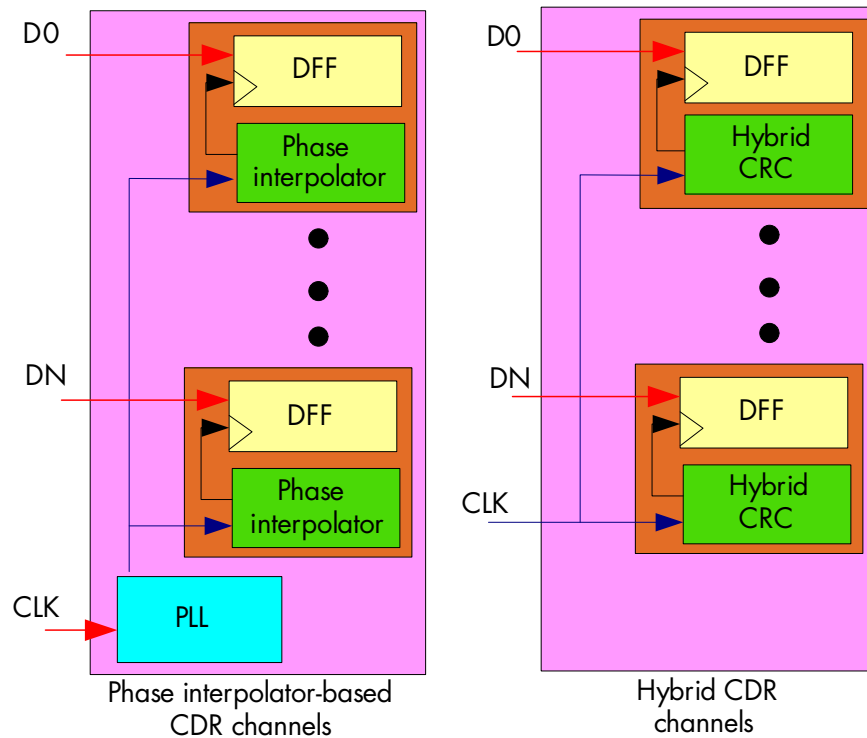 D0
DFF
Phase
interpolator
DN
DFF
Phase
interpolator
CLK
PLL
Phase interpolator-based
CDR channels
D0
DFF
Hybrid
CRC
DN
DFF
Hybrid
CRC
CLK
Hybrid CDR
channels